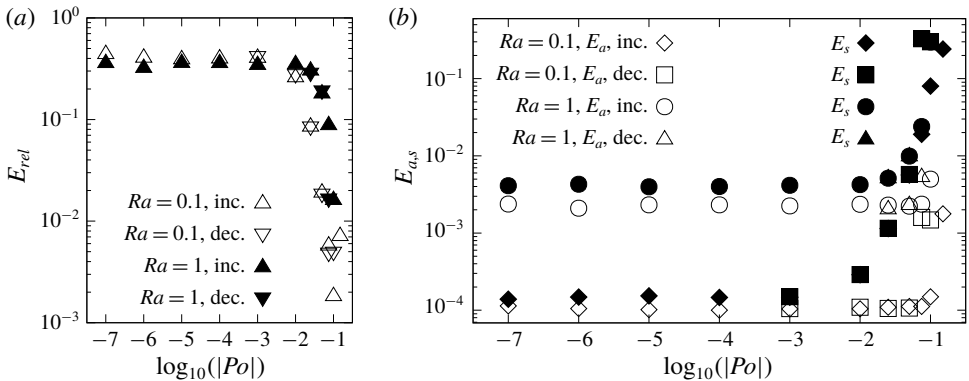 (a)
10^0
10^−1
10^−2
10^−3
E_rel
Ra = 0.1, inc.
Ra = 0.1, dec.
Ra = 1, inc.
Ra = 1, dec.
−7 −6 −5 −4 −3 −2 −1
log_10(|Po|)
(b)
10^−1
10^−2
10^−3
10^−4
E_a,s
Ra = 0.1, E_a, inc. E_s
Ra = 0.1, E_a, dec. E_s
Ra = 1, E_a, inc. E_s
Ra = 1, E_a, dec. E_s
−7 −6 −5 −4 −3 −2 −1
log_10(|Po|)